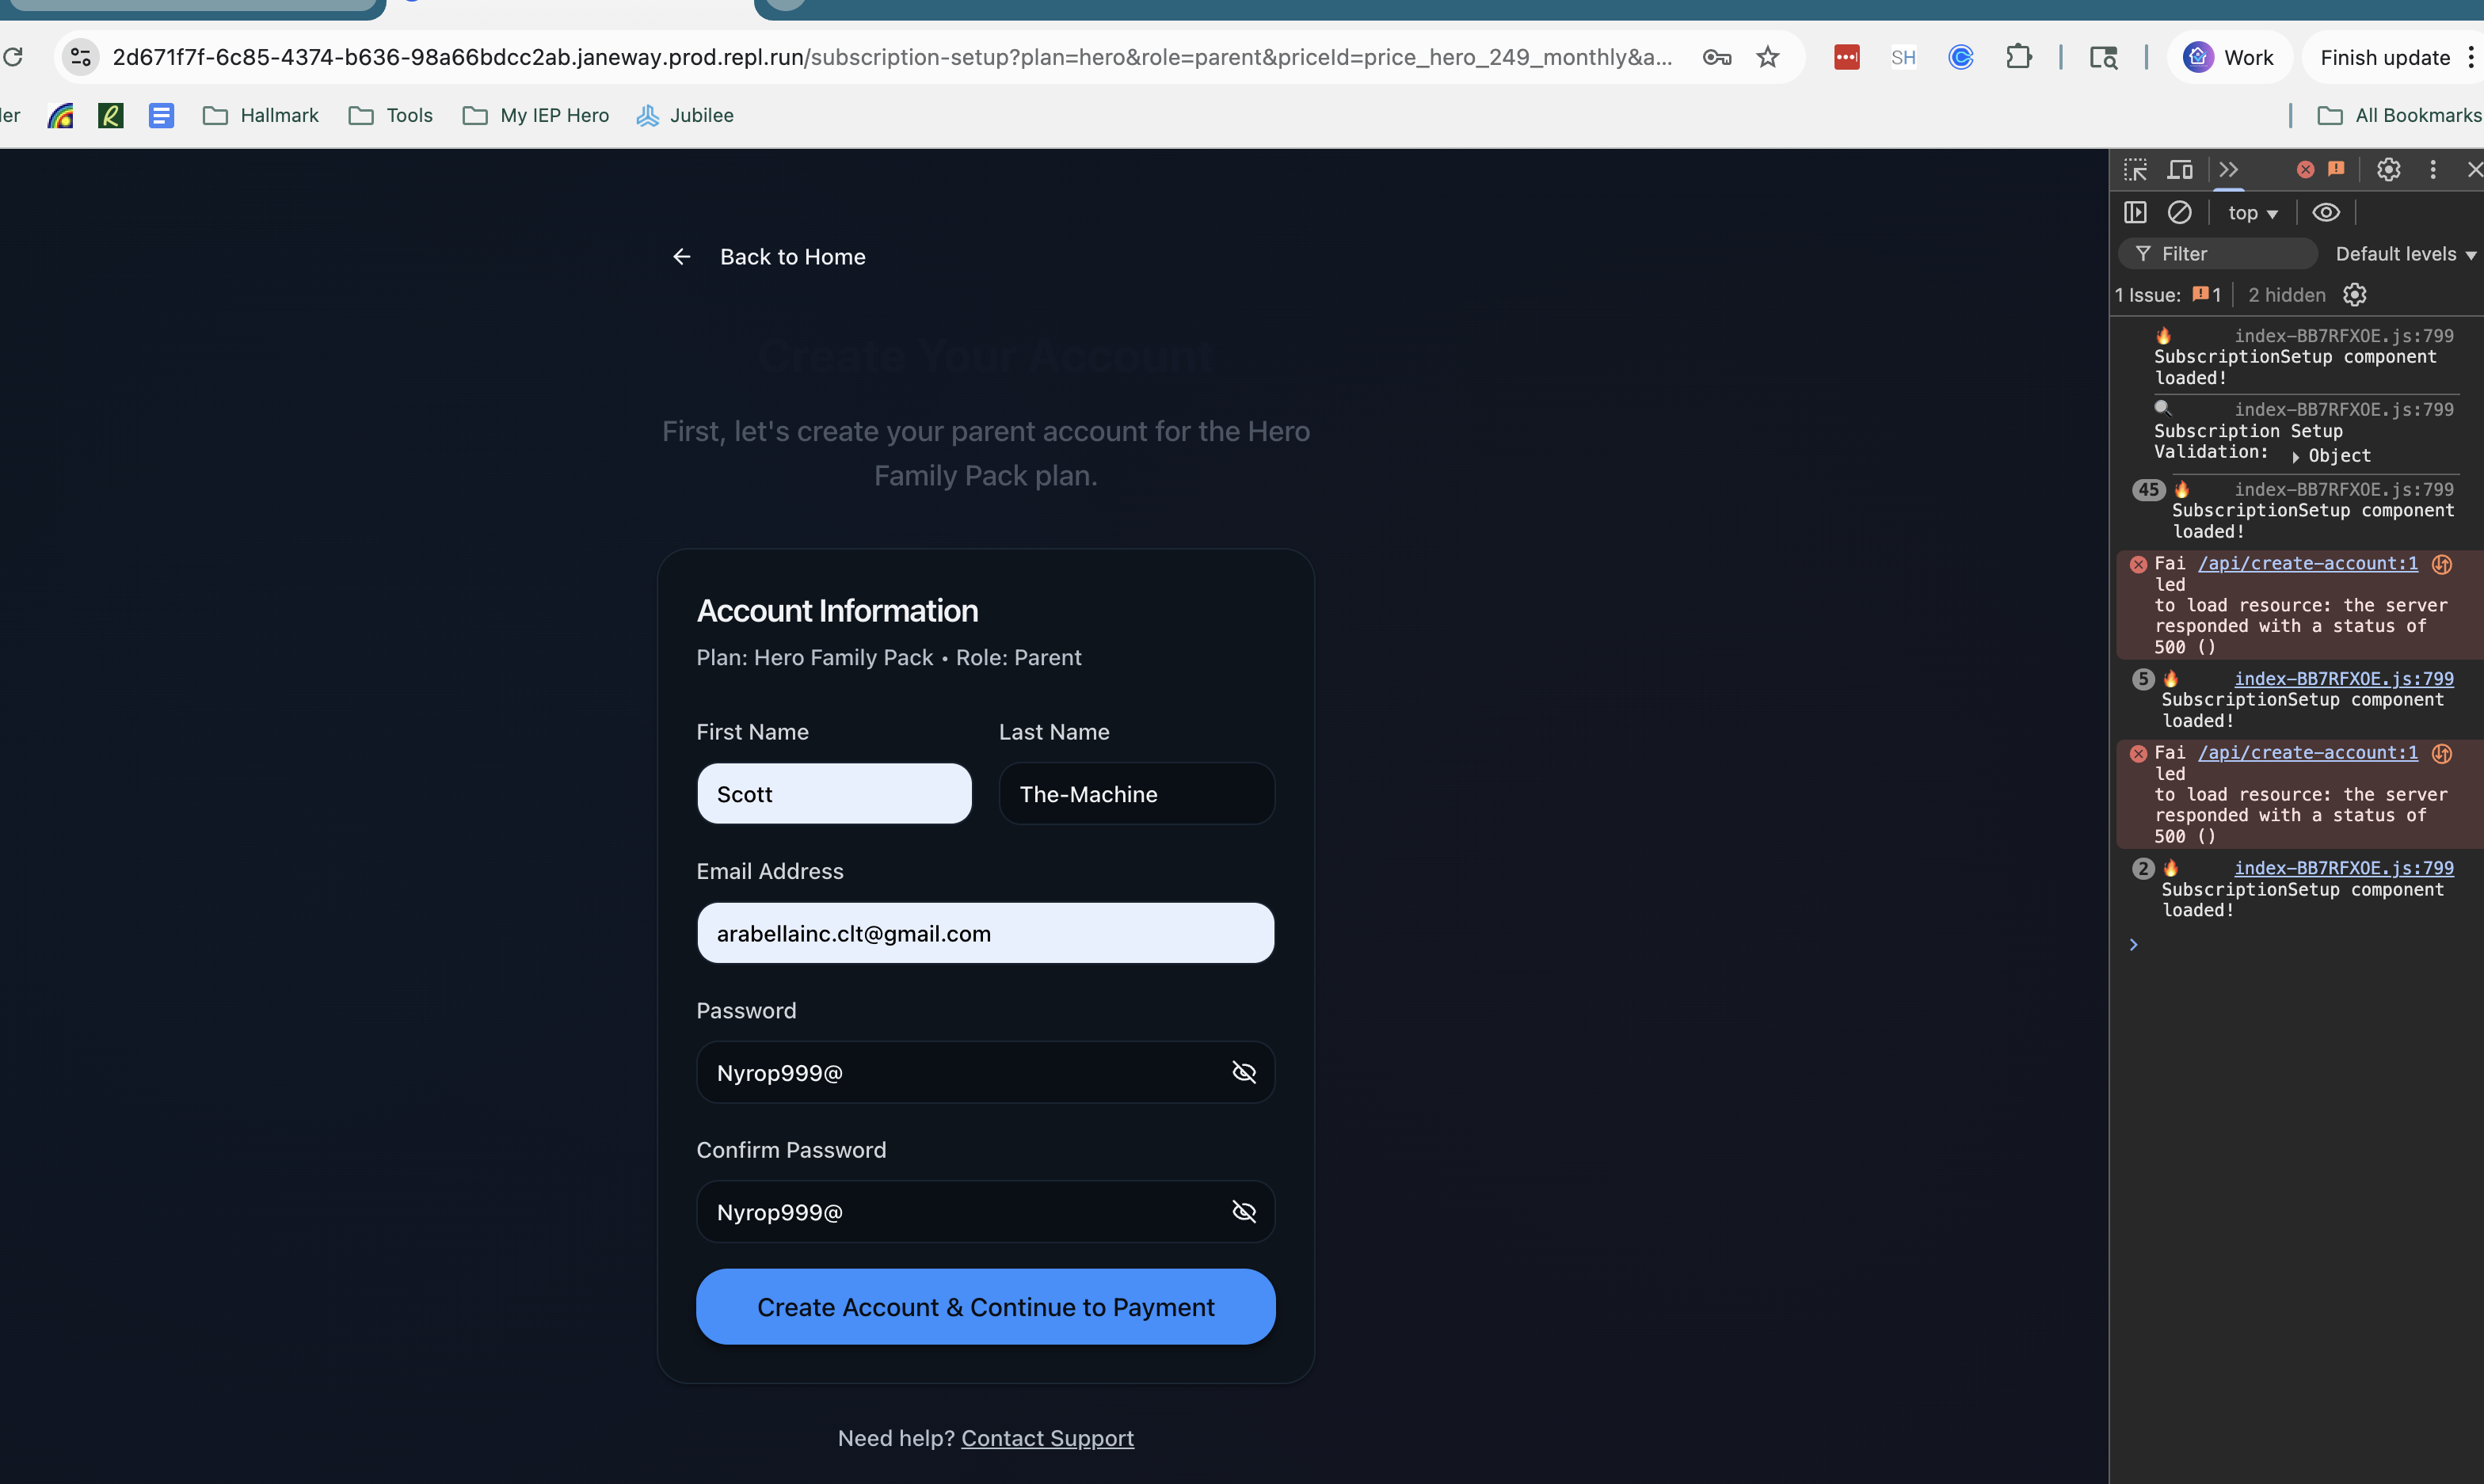 2d671f7f-6c85-4374-b636-98a66bdcc2ab.janeway.prod.repl.run/subscription-setup?plan=hero&role=parent&priceId=price_hero_249_monthly&a...
SH
Work
Finish update
ler
Hallmark
Tools
My IEP Hero
Jubilee
All Bookmarks
Back to Home
Create Your Account
First, let's create your parent account for the Hero
Family Pack plan.
Account Information
Plan: Hero Family Pack • Role: Parent
First Name
Last Name
Scott
The-Machine
Email Address
arabellainc.clt@gmail.com
Password
Nyrop999@
Confirm Password
Nyrop999@
Create Account & Continue to Payment
Need help? Contact Support
top
Filter
Default levels
1 Issue: 1
2 hidden
🔥 index-BB7RFXOE.js:799
SubscriptionSetup component
loaded!
🔍 index-BB7RFXOE.js:799
Subscription Setup
Validation: Object
45 🔥 index-BB7RFXOE.js:799
SubscriptionSetup component
loaded!
Fai /api/create-account:1
led
to load resource: the server
responded with a status of
500 ()
5 🔥 index-BB7RFXOE.js:799
SubscriptionSetup component
loaded!
Fai /api/create-account:1
led
to load resource: the server
responded with a status of
500 ()
2 🔥 index-BB7RFXOE.js:799
SubscriptionSetup component
loaded!